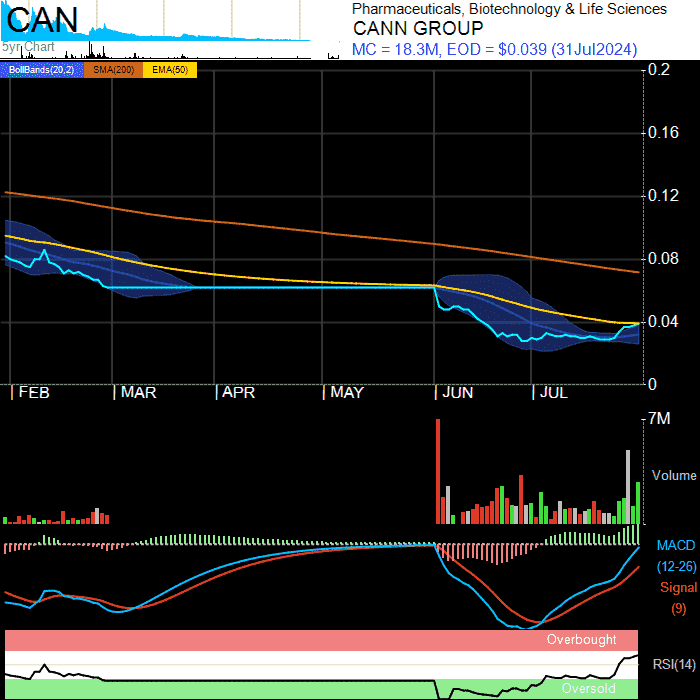 CAN
5yr Chart
Pharmaceuticals, Biotechnology & Life Sciences
CANN GROUP
MC = 18.3M, EOD = $0.039 (31Jul2024)
BollBands(20,2) SMA(200) EMA(50)
0.2
0.16
0.12
0.08
0.04
0
FEB MAR APR MAY JUN JUL
7M
Volume
MACD
(12-26)
Signal
(9)
Overbought
RSI(14)
Oversold